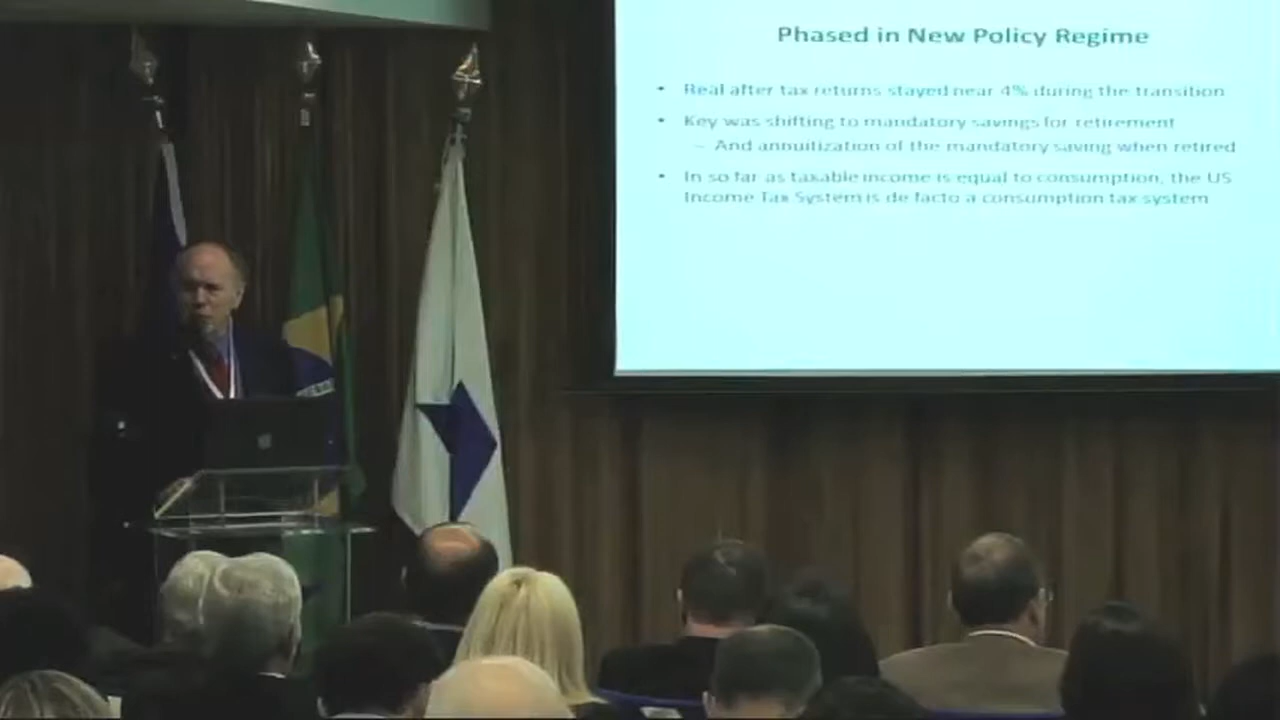 Phased in New Policy Regime
• Real after tax returns stayed near 4% during the transition
• Key was shifting to mandatory savings for retirement
– And annuitization of the mandatory saving when retired
• In so far as taxable income is equal to consumption, the US
Income Tax System is de facto a consumption tax system